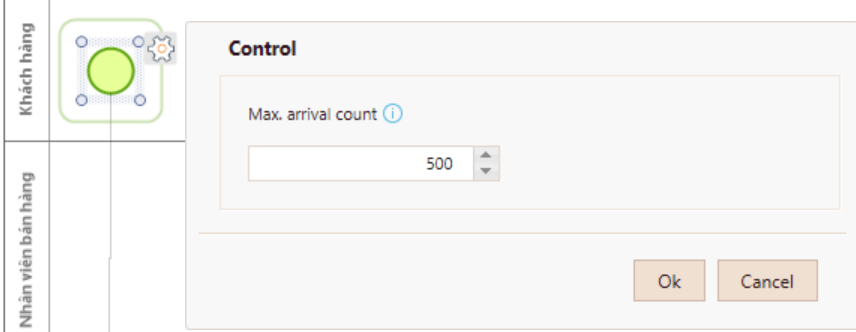 Khách hàng
Nhân viên bán hàng
Control
Max. arrival count
500
Ok
Cancel